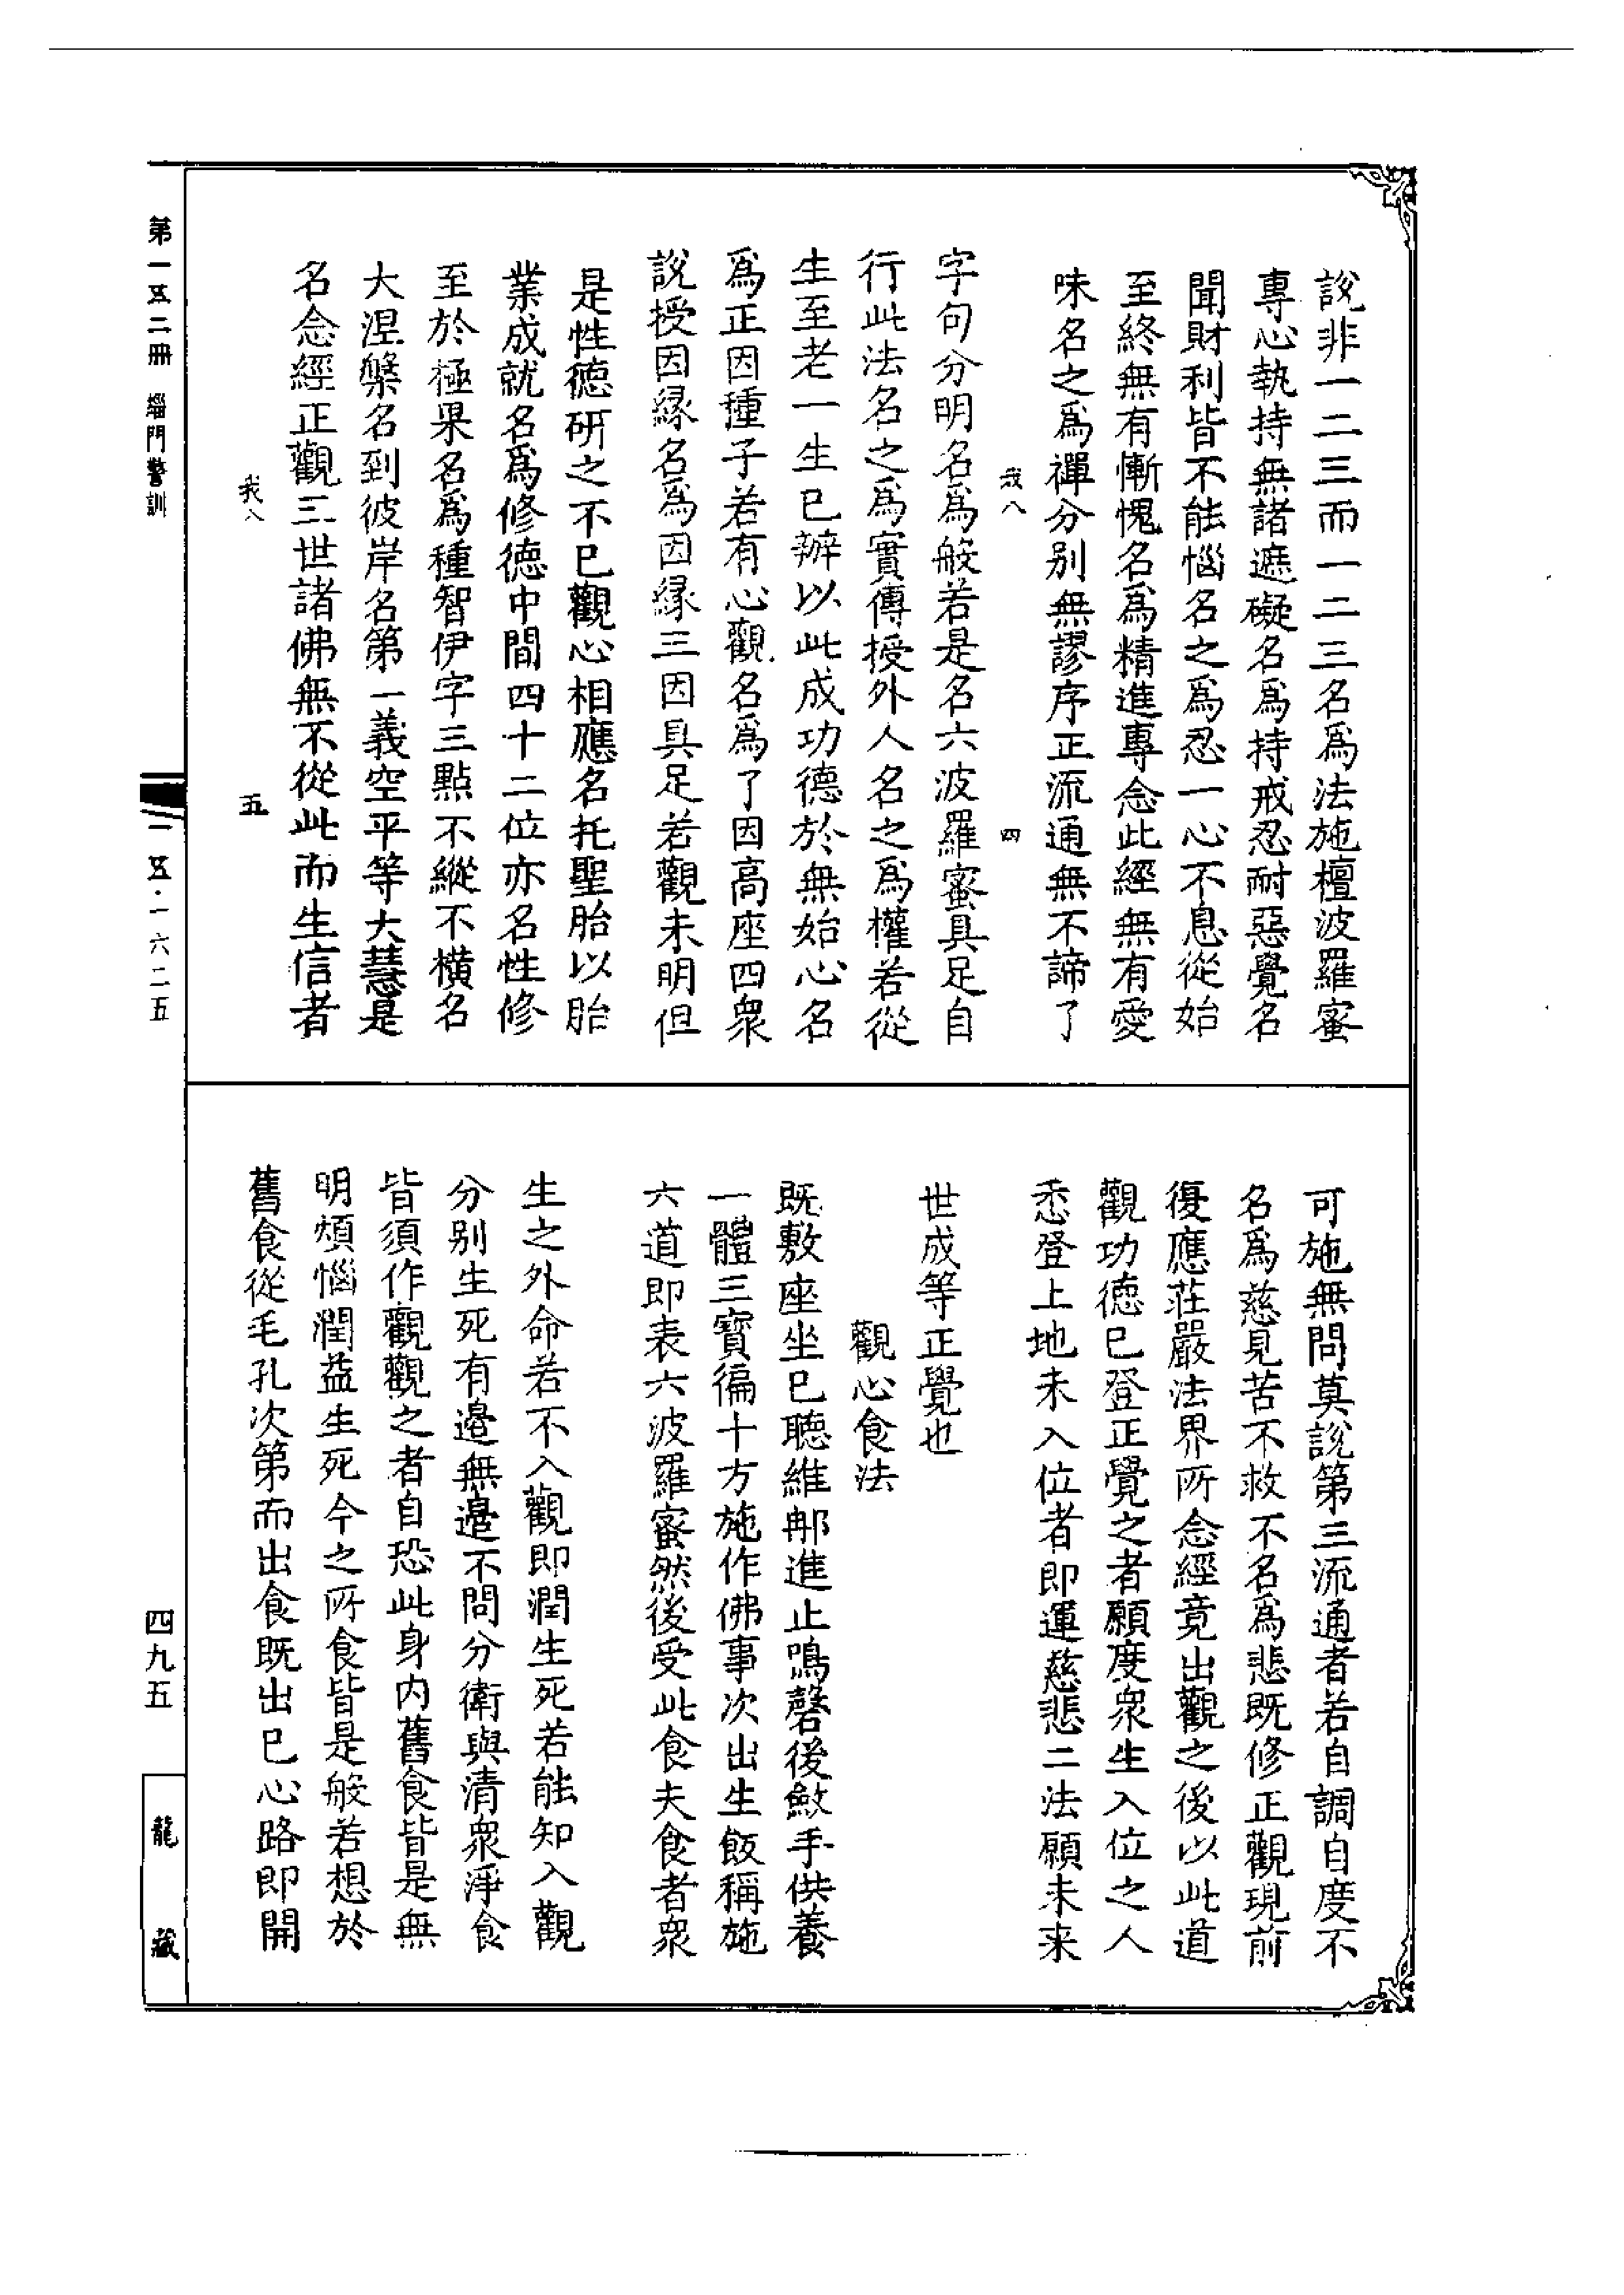 說非一二三而一二三名爲法施檀波羅蜜
專心執持無諸遮礙名爲持戒忍耐惡覺名
聞財利皆不能惱名之爲忍一心不息從始
至終無有慚愧名爲精進專念此經無有愛
味名之爲禪分别無謬序正流通無不諦了
我八 四
字句分明名爲般若是名六波羅蜜具足自
行此法名之爲實傳授外人名之爲權若從
生至老一生已辦以此成功德於無始心名
爲正因種子若有心觀名爲了因高座四衆
說授因緣名爲因緣三因具足若觀未明但
是性德研之不已觀心相應名托聖胎以胎
業成就名爲修德中間四十二位亦名性修
至於極果名爲種智伊字三點不縱不橫名
大涅槃名到彼岸名第一義空平等大慧是
名念經正觀三世諸佛無不從此而生信者
我八 五
可施無問莫說第三流通者若自調自度不
名爲慈見苦不救不名爲悲既修正觀現前
復應莊嚴法界所念經竟出觀之後以此道
觀功德已登正覺之者願度衆生入位之人
悉登上地未入位者即運慈悲二法願未來
世成等正覺也
觀心食法
既敷座坐已聽維那進止鳴磬後斂手供養
一體三寶徧十方施作佛事次出生飯稱施
六道即表六波羅蜜然後受此食夫食者衆
生之外命若不入觀即潤生死若能知入觀
分别生死有邊無邊不問分衛與清衆淨食
皆須作觀觀之者自恐此身内舊食皆是無
明煩惱潤益生死今之所食皆是般若想於
舊食從毛孔次第而出食既出已心路即開
第一五二冊 緇門警訓
一五·一六二五
四九五
龍藏